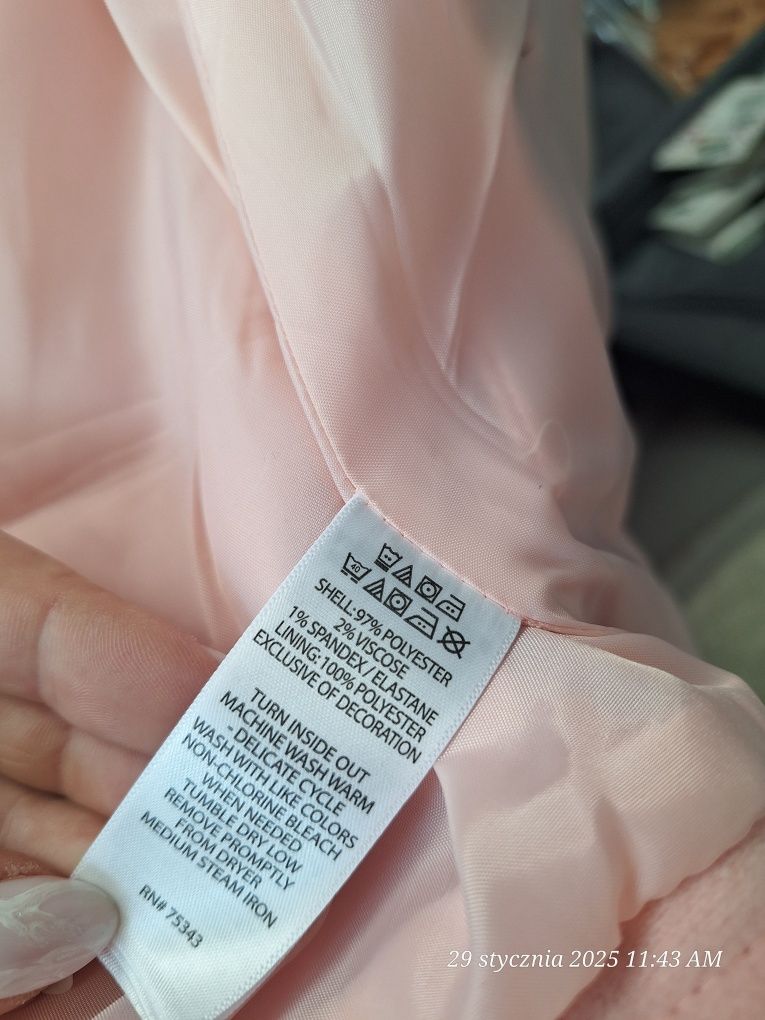 40
SHELL: 97% POLYESTER
2% VISCOSE
1% SPANDEX / ELASTANE
LINING: 100% POLYESTER
EXCLUSIVE OF DECORATION
TURN INSIDE OUT
MACHINE WASH WARM
- DELICATE CYCLE
WASH WITH LIKE COLORS
NON-CHLORINE BLEACH
WHEN NEEDED
TUMBLE DRY LOW
REMOVE PROMPTLY
FROM DRYER
MEDIUM STEAM IRON
RN# 75343
29 stycznia 2025 11:43 AM